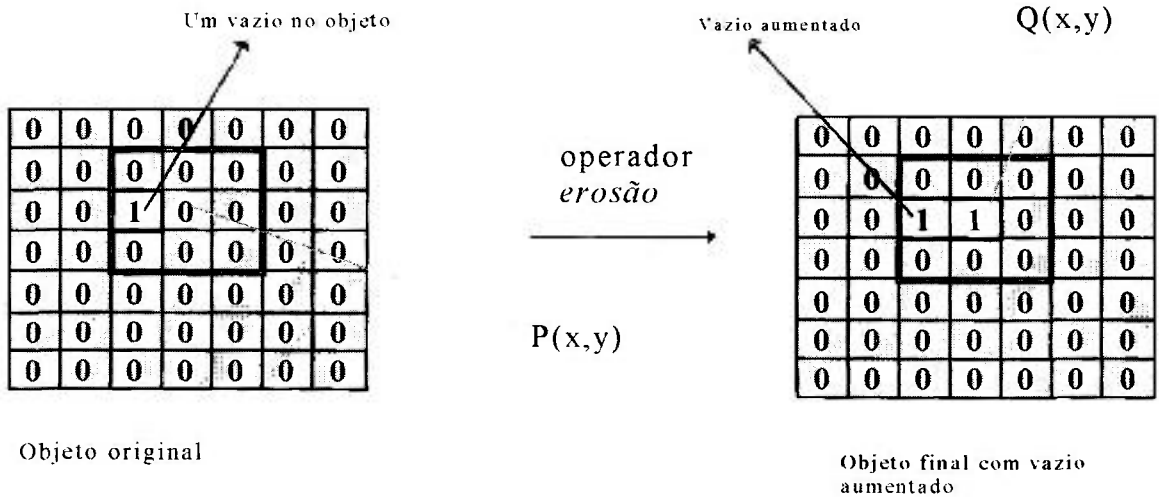 Um vazio no objeto
Vazio aumentado
Q(x,y)
0 0 0 0 0 0 0
0 0 0 0 0 0 0
0 0 1 0 0 0 0
0 0 0 0 0 0 0
0 0 0 0 0 0 0
0 0 0 0 0 0 0
0 0 0 0 0 0 0
operador
erosão
P(x,y)
0 0 0 0 0 0 0
0 0 0 0 0 0 0
0 0 1 1 0 0 0
0 0 0 0 0 0 0
0 0 0 0 0 0 0
0 0 0 0 0 0 0
0 0 0 0 0 0 0
Objeto original
Objeto final com vazio
aumentado